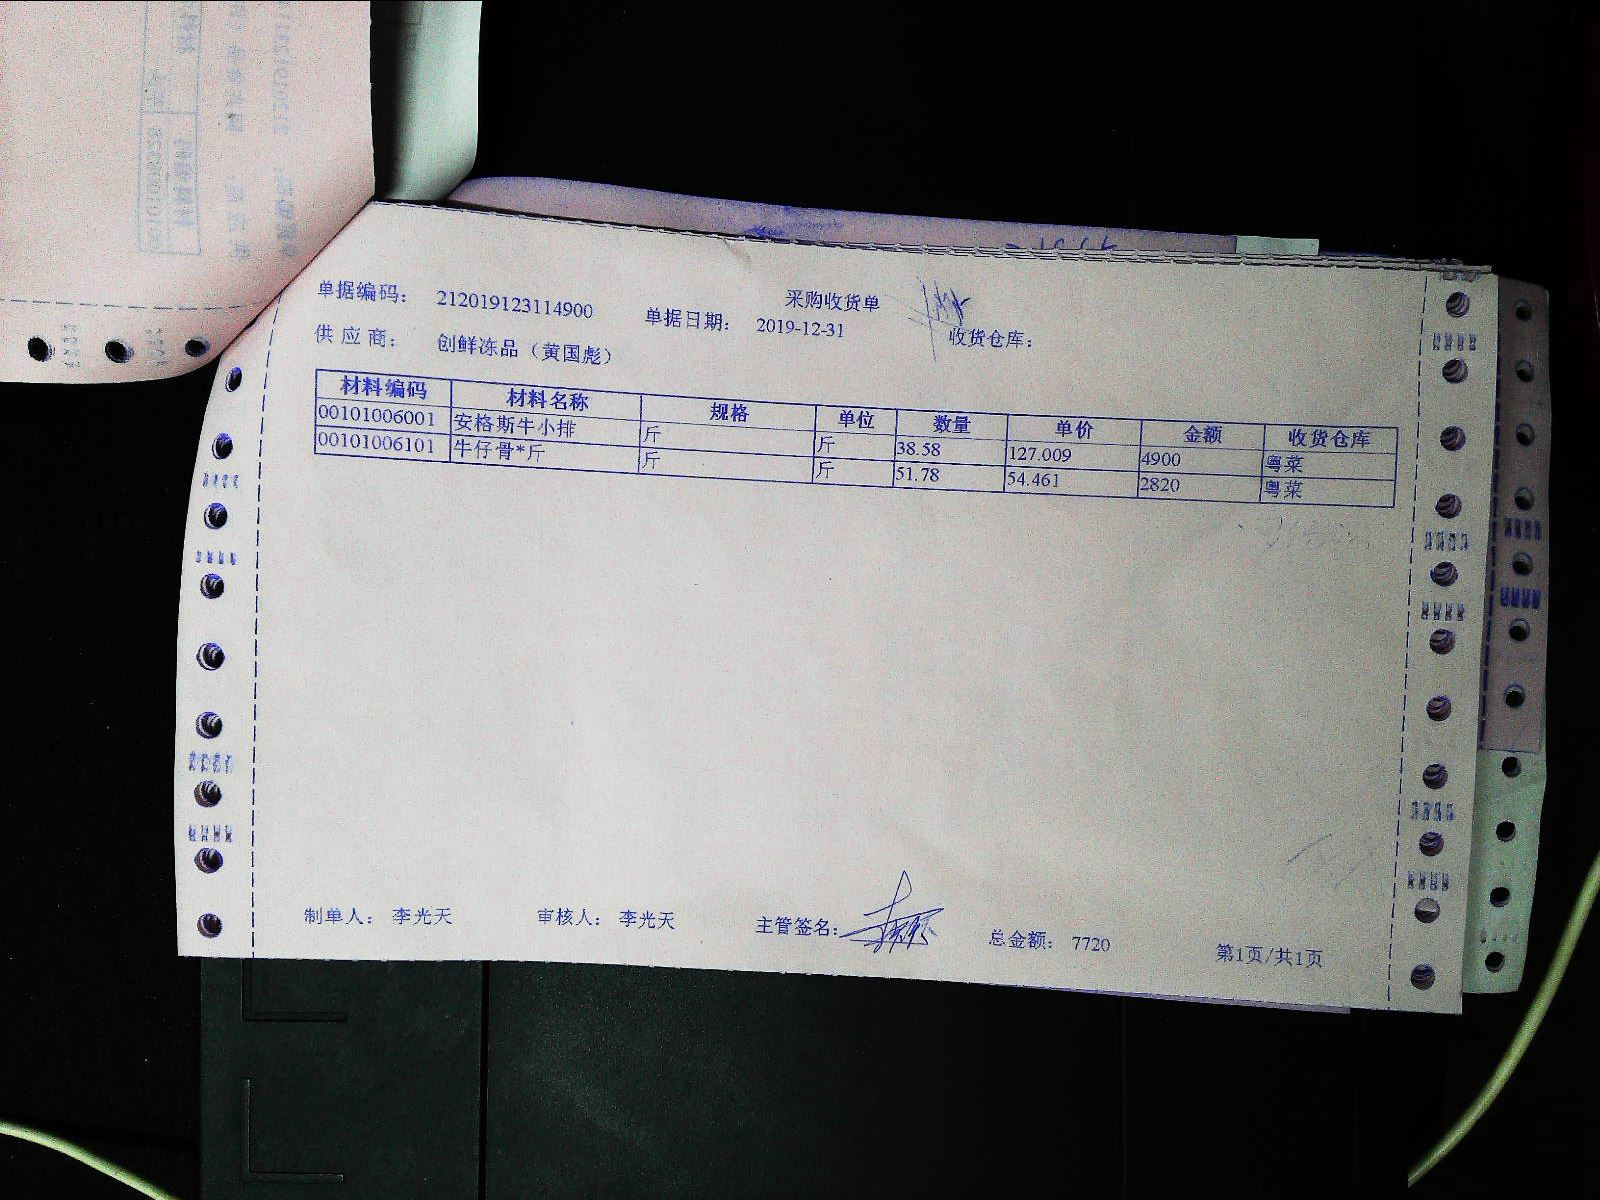 采购收货单
单据编码： 212019123114900 单据日期： 2019-12-31 收货仓库：
供 应 商： 创鲜冻品（黄国彪）
材料编码 材料名称 规格 单位 数量 单价 金额 收货仓库
00101006001 安格斯牛小排 斤 斤 38.58 127.009 4900 粤菜
00101006101 牛仔骨*斤 斤 斤 51.78 54.461 2820 粤菜
制单人： 李光天 审核人： 李光天 主管签名： 总金额： 7720 第1页/共1页